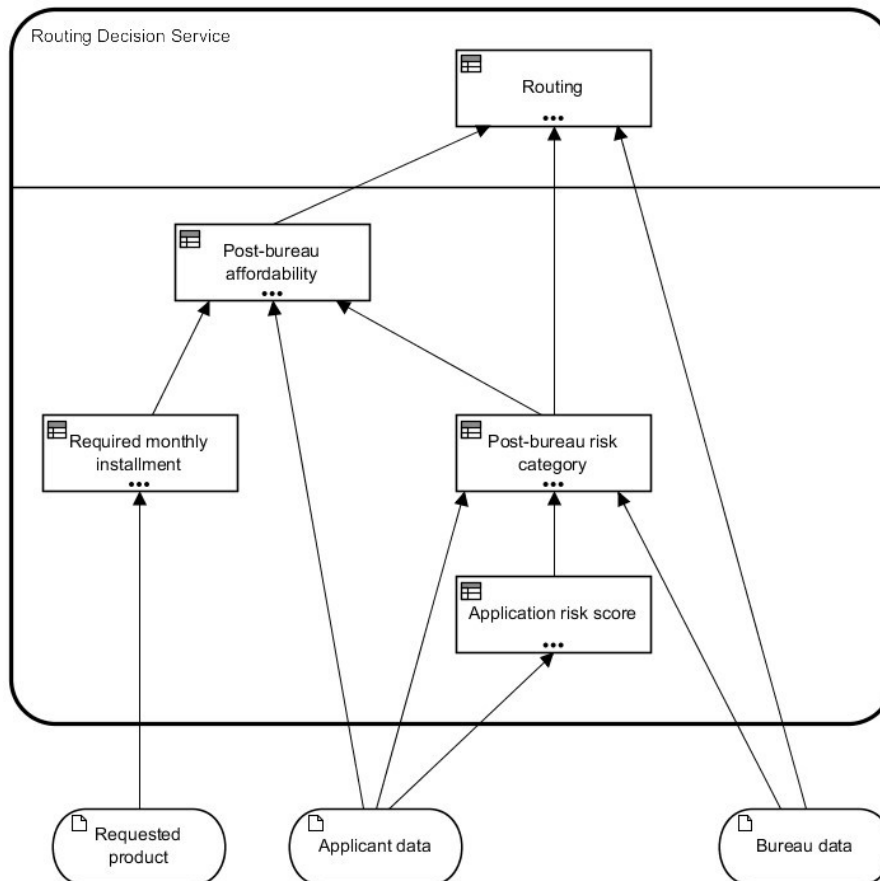 Routing Decision Service
Routing
Post-bureau
affordability
Required monthly
installment
Post-bureau risk
category
Application risk score
Requested
product
Applicant data
Bureau data